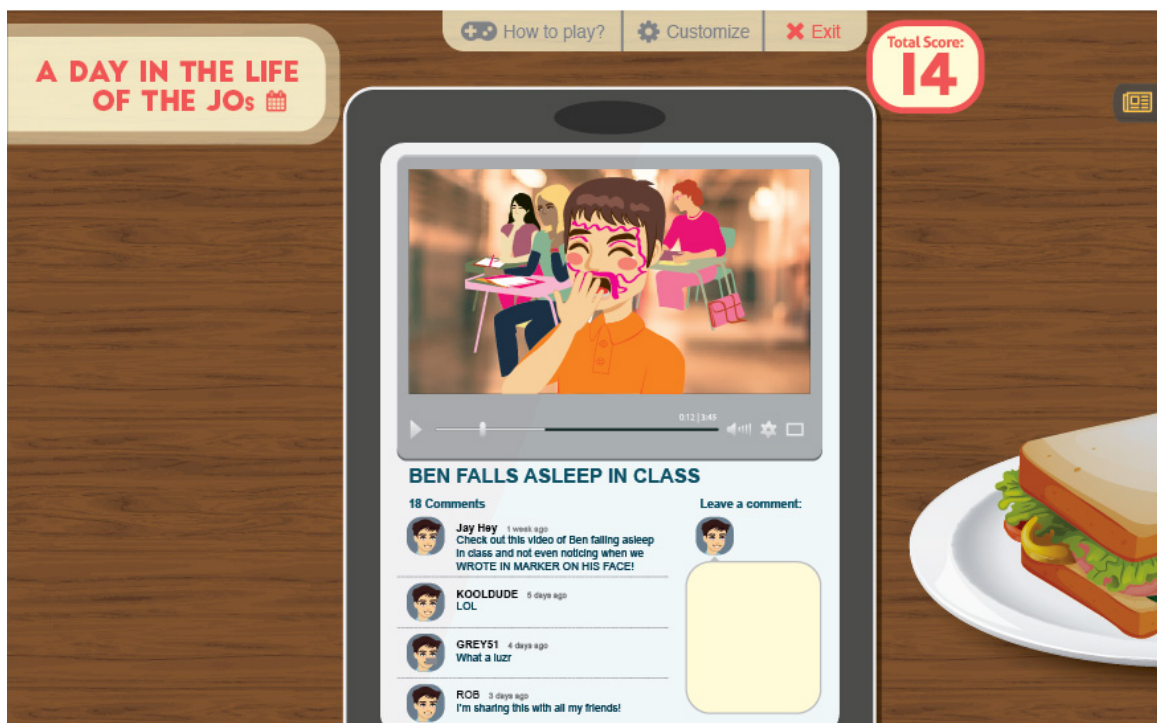 How to play?
Customize
Exit
A DAY IN THE LIFE
OF THE JOs
Total Score:
14
0:12 | 3:45
BEN FALLS ASLEEP IN CLASS
18 Comments
Jay Hey 1 week ago
Check out this video of Ben falling asleep
in class and not even noticing when we
WROTE IN MARKER ON HIS FACE!
KOOLDUDE 5 days ago
LOL
GREY51 4 days ago
What a luzr
ROB 3 days ago
I'm sharing this with all my friends!
Leave a comment: